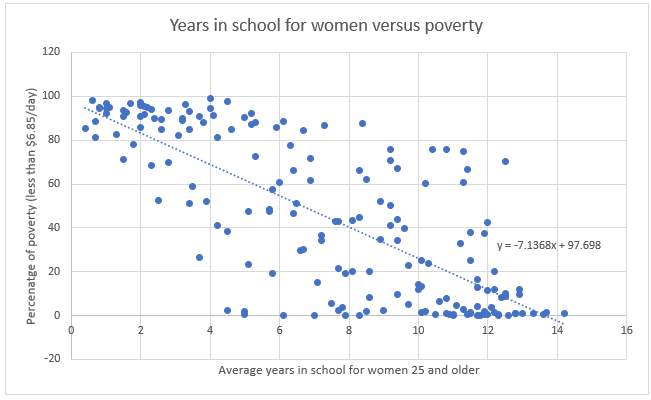 Years in school for women versus poverty
Percenatge of poverty (less than $6.85/day)
120
100
80
60
40
20
0
-20
y = -7.1368x + 97.698
0 2 4 6 8 10 12 14 16
Average years in school for women 25 and older